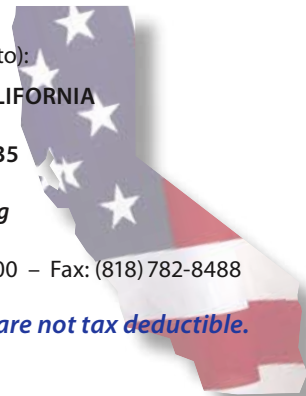 to):
LIFORNIA
35
g
00 – Fax: (818) 782-8488
are not tax deductible.